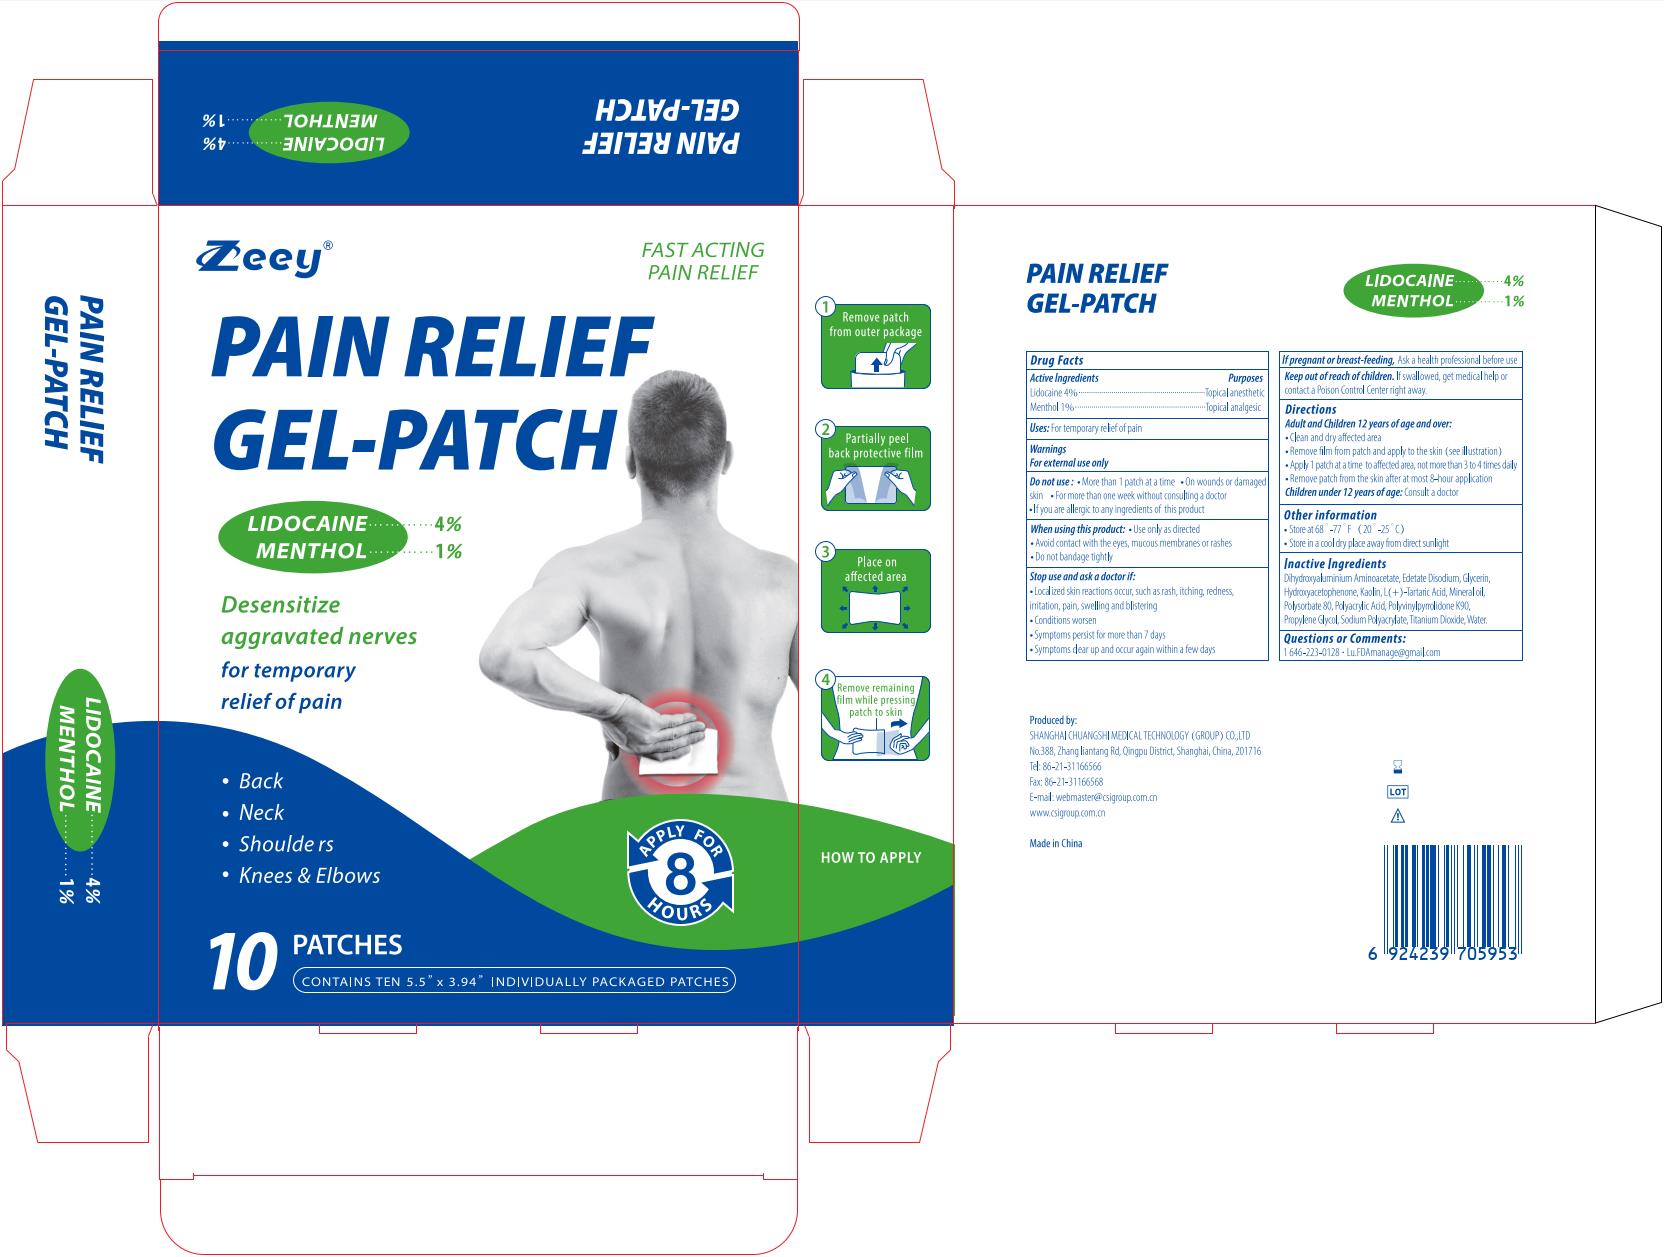 PAIN RELIEF
GEL-PATCH
LIDOCAINE············4%
MENTHOL············1%
PAIN RELIEF
GEL-PATCH
LIDOCAINE············4%
MENTHOL············1%
Zeey®
FAST ACTING
PAIN RELIEF
PAIN RELIEF
GEL-PATCH
LIDOCAINE············4%
MENTHOL············1%
Desensitize
aggravated nerves
for temporary
relief of pain
• Back
• Neck
• Shoulde rs
• Knees & Elbows
APPLY FOR
8
HOURS
10 PATCHES
CONTAINS TEN 5.5” x 3.94” INDIVIDUALLY PACKAGED PATCHES
1
Remove patch
from outer package
2
Partially peel
back protective film
3
Place on
affected area
4
Remove remaining
film while pressing
patch to skin
HOW TO APPLY
PAIN RELIEF
GEL-PATCH
LIDOCAINE············4%
MENTHOL············1%
Drug Facts
Active Ingredients Purposes
Lidocaine 4%············Topical anesthetic
Menthol 1%············Topical analgesic
Uses: For temporary relief of pain
Warnings
For external use only
Do not use : • More than 1 patch at a time • On wounds or damaged
skin • For more than one week without consulting a doctor
• If you are allergic to any ingredients of this product
When using this product: • Use only as directed
• Avoid contact with the eyes, mucous membranes or rashes
• Do not bandage tightly
Stop use and ask a doctor if:
• Localized skin reactions occur, such as rash, itching, redness,
irritation, pain, swelling and blistering
• Conditions worsen
• Symptoms persist for more than 7 days
• Symptoms clear up and occur again within a few days
If pregnant or breast-feeding, Ask a health professional before use
Keep out of reach of children. If swallowed, get medical help or
contact a Poison Control Center right away.
Directions
Adult and Children 12 years of age and over:
• Clean and dry affected area
• Remove film from patch and apply to the skin (see illustration)
• Apply 1 patch at a time to affected area, not more than 3 to 4 times daily
• Remove patch from the skin after at most 8-hour application
Children under 12 years of age: Consult a doctor
Other information
• Store at 68°-77°F (20°-25°C)
• Store in a cool dry place away from direct sunlight
Inactive Ingredients
Dihydroxyaluminium Aminoacetate, Edetate Disodium, Glycerin,
Hydroxyacetophenone, Kaolin, L(+)-Tartaric Acid, Mineral oil,
Polysorbate 80, Polyacrylic Acid, Polyvinylpyrrolidone K90,
Propylene Glycol, Sodium Polyacrylate, Titanium Dioxide, Water.
Questions or Comments:
1 646-223-0128 · Lu.FDAmanage@gmail.com
Produced by:
SHANGHAI CHUANGSHI MEDICAL TECHNOLOGY (GROUP) CO.,LTD
No.388, Zhang liantang Rd, Qingpu District, Shanghai, China, 201716
Tel: 86-21-31166566
Fax: 86-21-31166568
E-mail: webmaster@csigroup.com.cn
www.csigroup.com.cn
Made in China
LOT
6 924239 705953